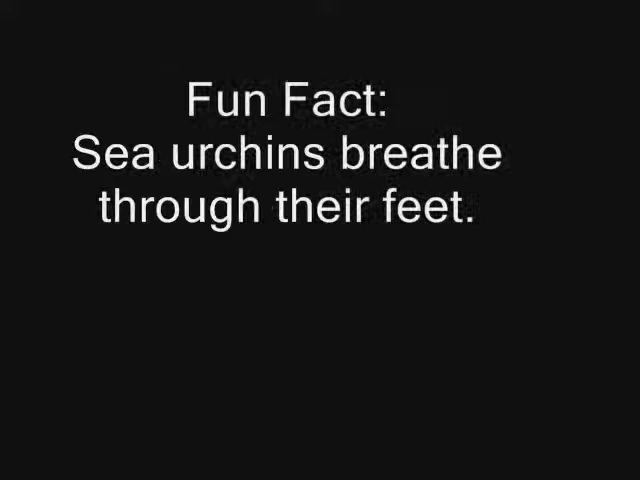 Fun Fact:
Sea urchins breathe
through their feet.